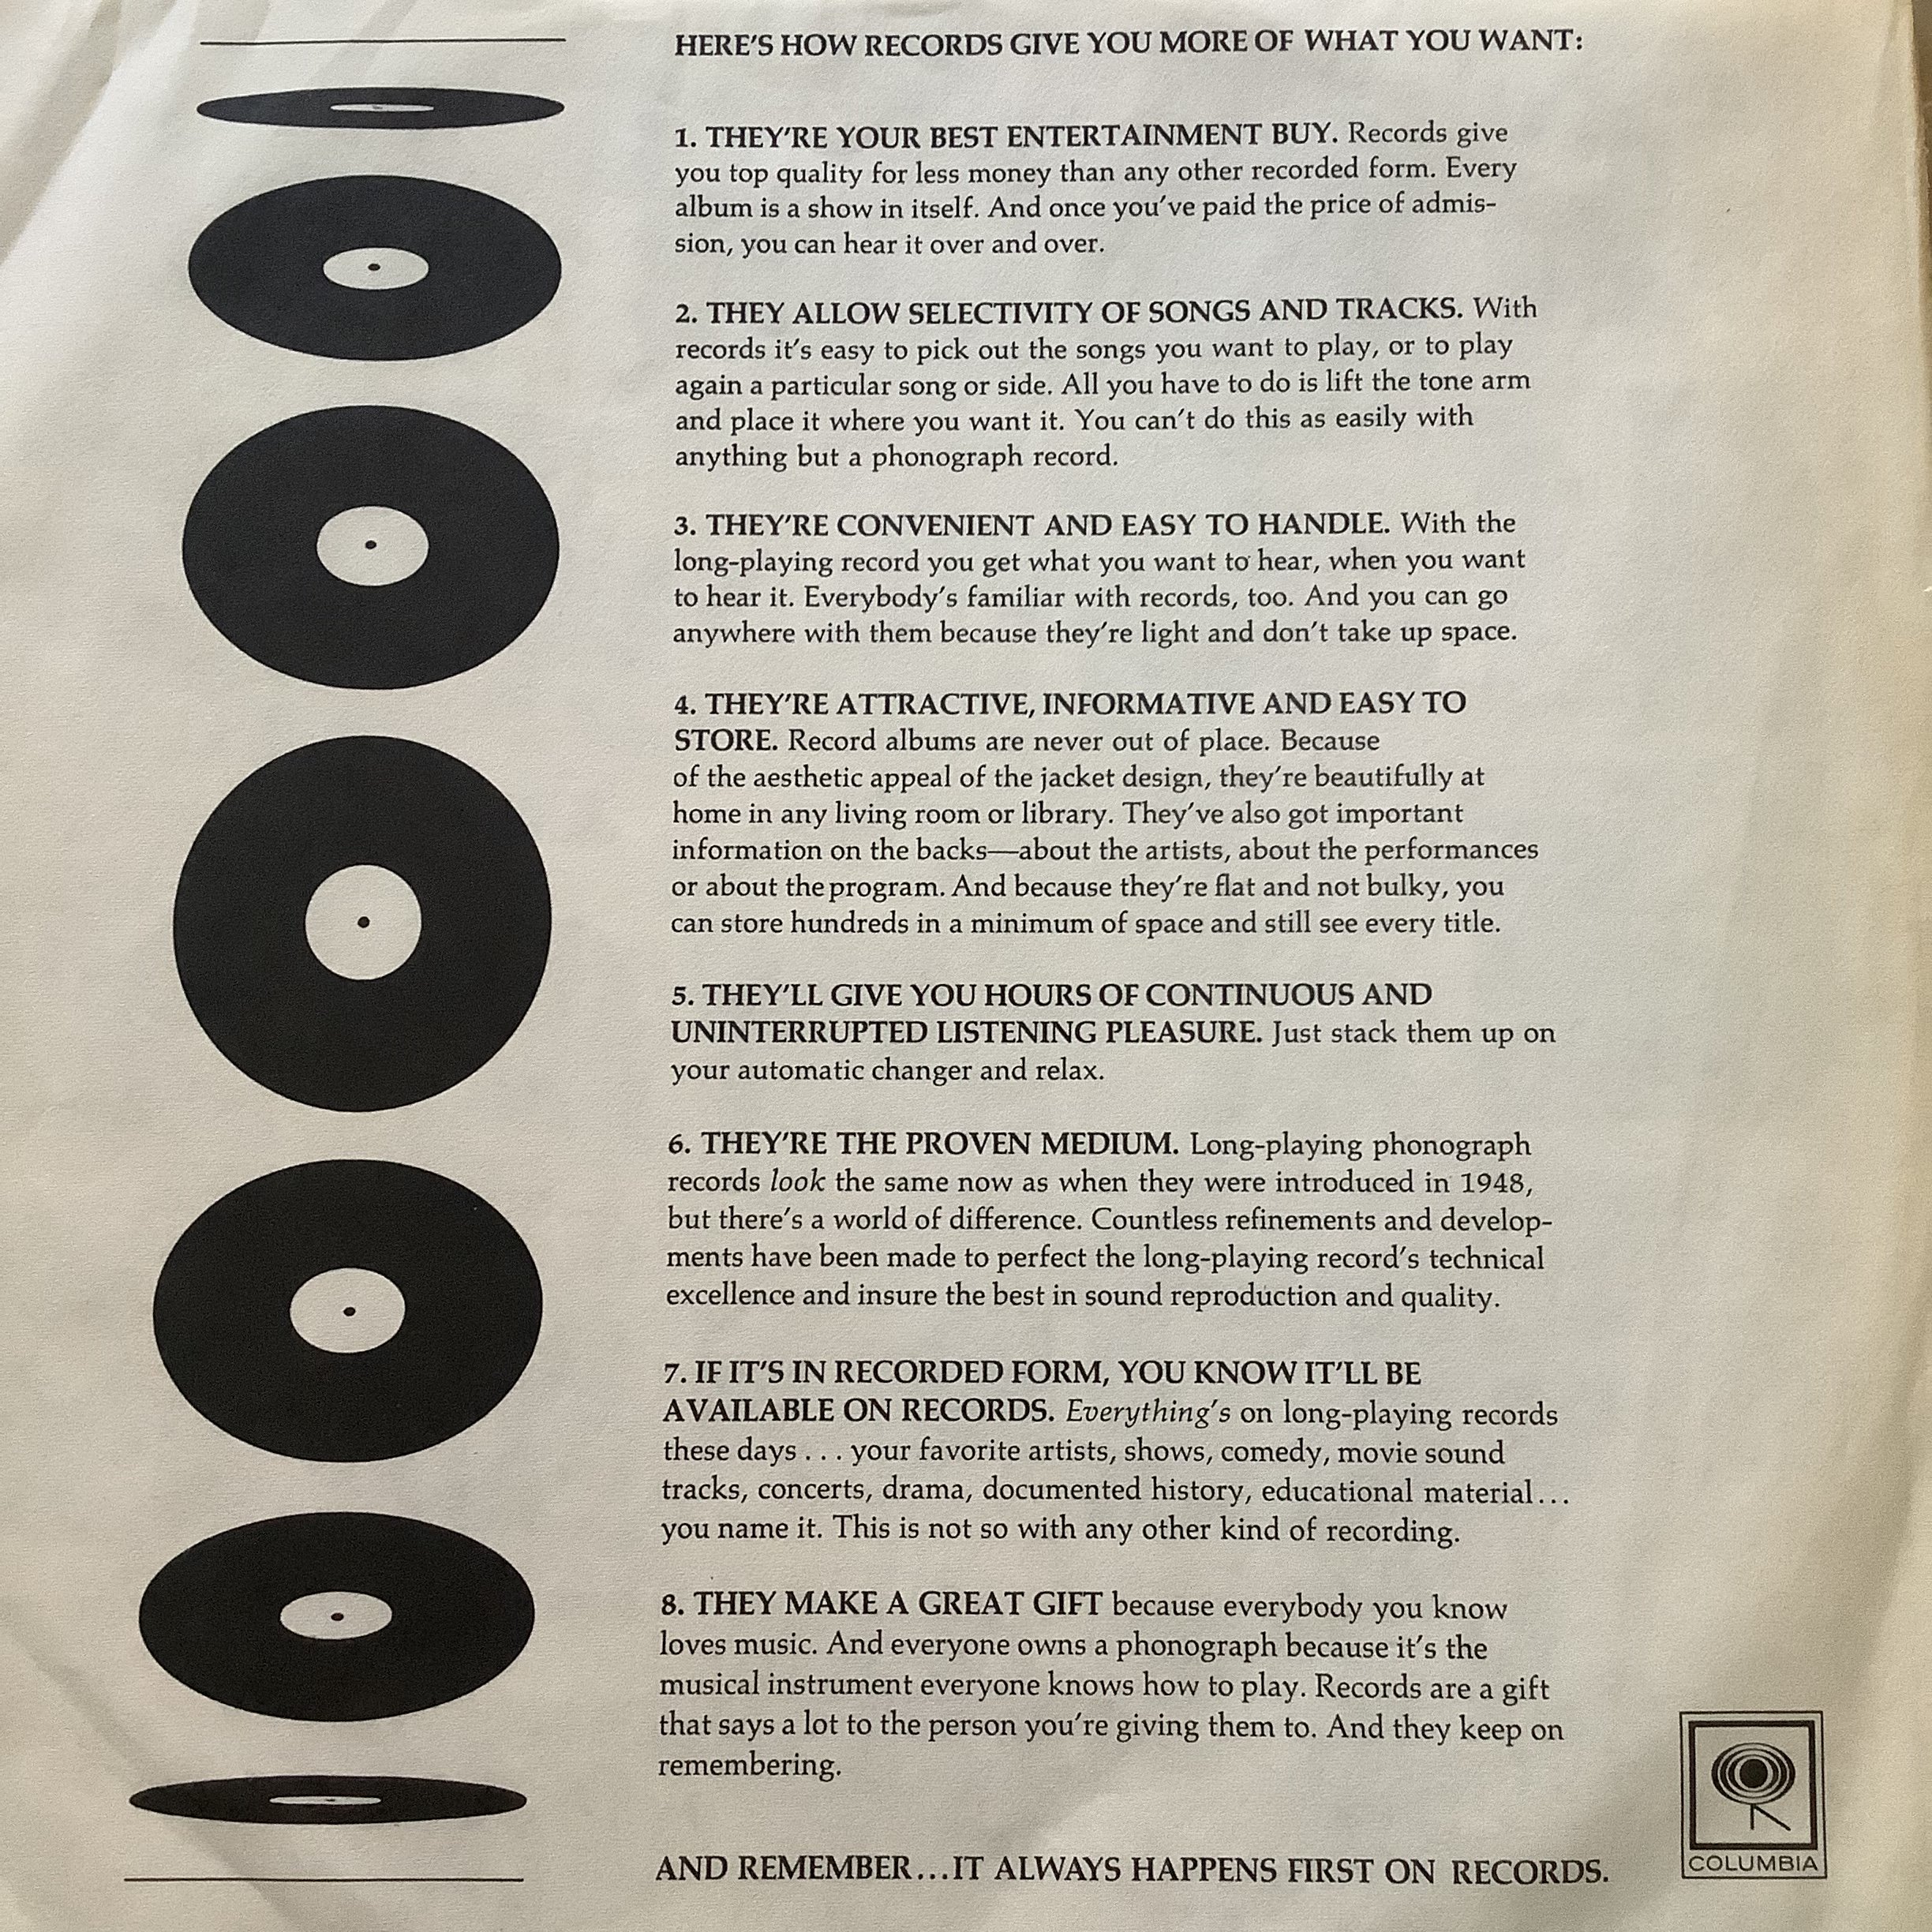 HERE'S HOW RECORDS GIVE YOU MORE OF WHAT YOU WANT:
1. THEY'RE YOUR BEST ENTERTAINMENT BUY. Records give
you top quality for less money than any other recorded form. Every
album is a show in itself. And once you've paid the price of admis-
sion, you can hear it over and over.
2. THEY ALLOW SELECTIVITY OF SONGS AND TRACKS. With
records it's easy to pick out the songs you want to play, or to play
again a particular song or side. All you have to do is lift the tone arm
and place it where you want it. You can't do this as easily with
anything but a phonograph record.
3. THEY'RE CONVENIENT AND EASY TO HANDLE. With the
long-playing record you get what you want to hear, when you want
to hear it. Everybody's familiar with records, too. And you can go
anywhere with them because they're light and don't take up space.
4. THEY'RE ATTRACTIVE, INFORMATIVE AND EASY TO
STORE. Record albums are never out of place. Because
of the aesthetic appeal of the jacket design, they're beautifully at
home in any living room or library. They've also got important
information on the backs—about the artists, about the performances
or about the program. And because they're flat and not bulky, you
can store hundreds in a minimum of space and still see every title.
5. THEY'LL GIVE YOU HOURS OF CONTINUOUS AND
UNINTERRUPTED LISTENING PLEASURE. Just stack them up on
your automatic changer and relax.
6. THEY'RE THE PROVEN MEDIUM. Long-playing phonograph
records look the same now as when they were introduced in 1948,
but there's a world of difference. Countless refinements and develop-
ments have been made to perfect the long-playing record's technical
excellence and insure the best in sound reproduction and quality.
7. IF IT'S IN RECORDED FORM, YOU KNOW IT'LL BE
AVAILABLE ON RECORDS. Everything's on long-playing records
these days . . . your favorite artists, shows, comedy, movie sound
tracks, concerts, drama, documented history, educational material...
you name it. This is not so with any other kind of recording.
8. THEY MAKE A GREAT GIFT because everybody you know
loves music. And everyone owns a phonograph because it's the
musical instrument everyone knows how to play. Records are a gift
that says a lot to the person you're giving them to. And they keep on
remembering.
AND REMEMBER...IT ALWAYS HAPPENS FIRST ON RECORDS.
COLUMBIA